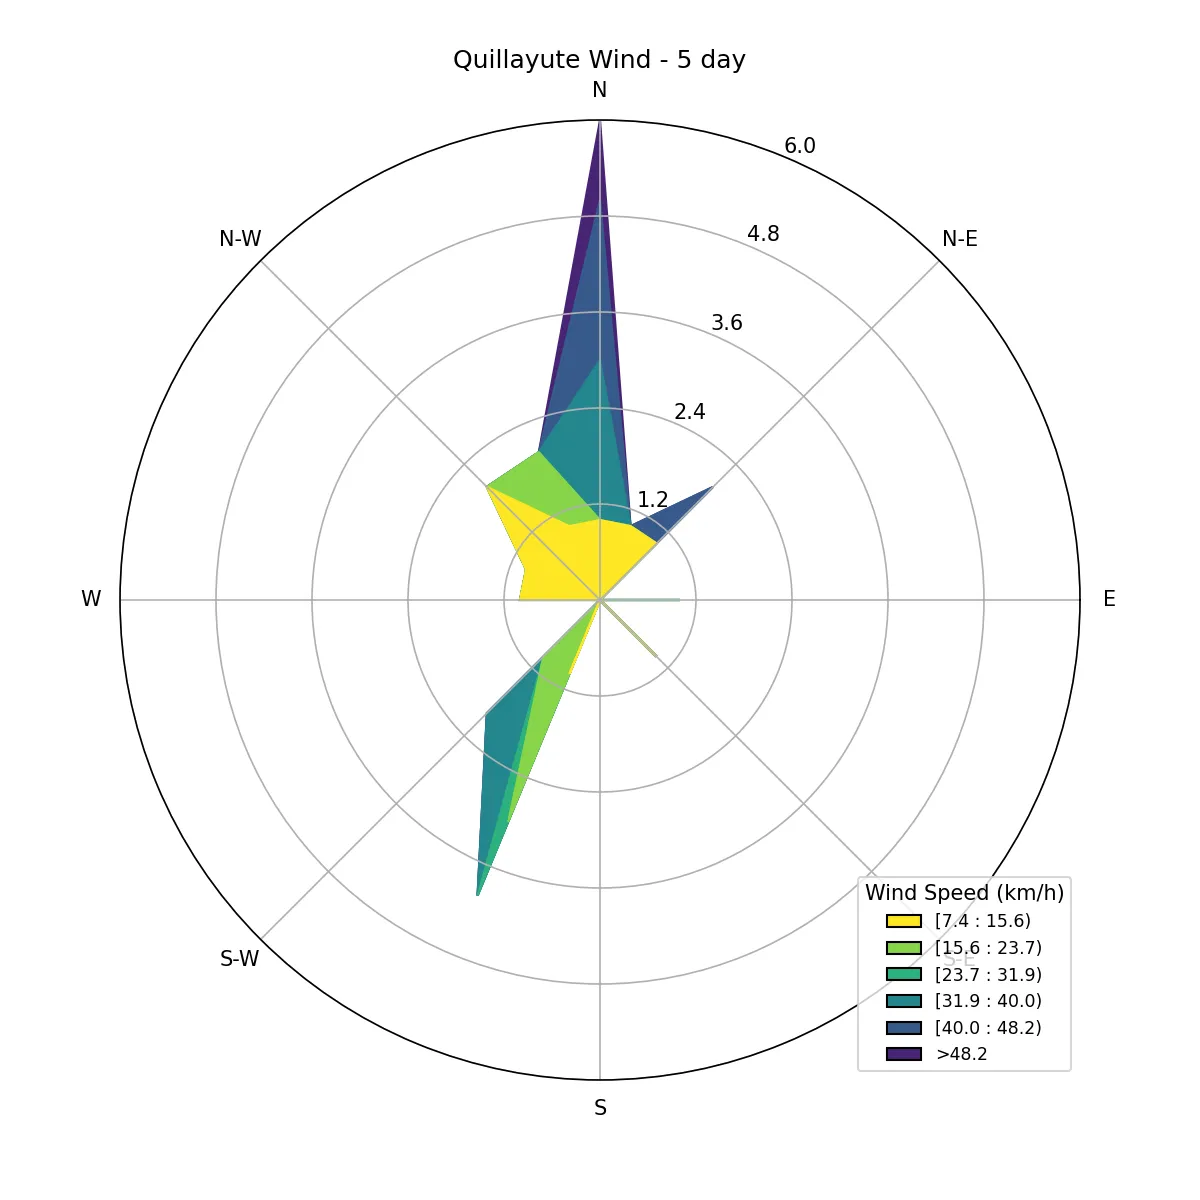 Quillayute Wind - 5 day
N
6.0
N-W
N-E
4.8
3.6
2.4
1.2
W
E
S-W
S-E
Wind Speed (km/h)
[7.4 : 15.6)
[15.6 : 23.7)
[23.7 : 31.9)
[31.9 : 40.0)
[40.0 : 48.2)
>48.2
S